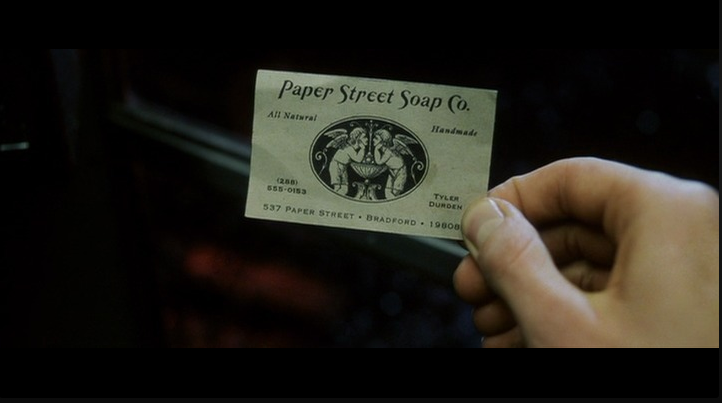 Paper Street Soap Co.
All Natural
Handmade
(288)
555-0153
Tyler
Durden
537 Paper Street • Bradford • 19808